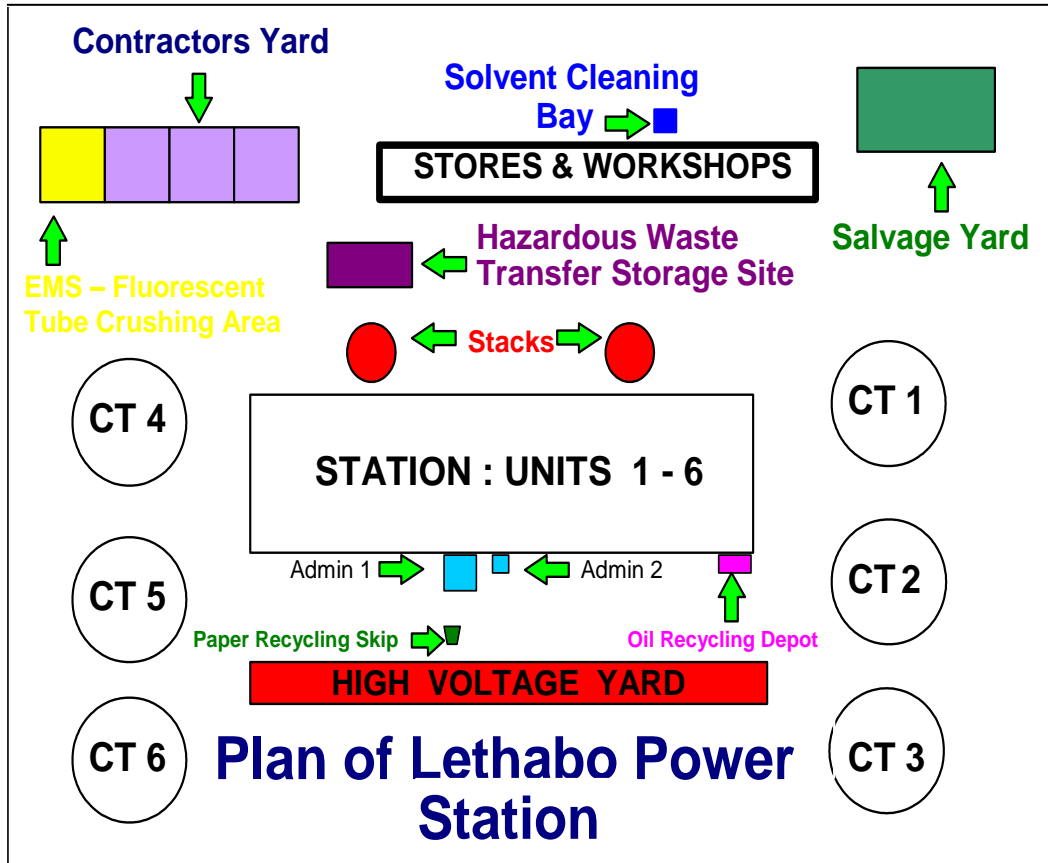 Contractors Yard
Solvent Cleaning
Bay
STORES & WORKSHOPS
Salvage Yard
Hazardous Waste
Transfer Storage Site
EMS – Fluorescent
Tube Crushing Area
Stacks
CT 4
CT 1
STATION : UNITS 1 - 6
CT 5
Admin 1
Admin 2
CT 2
Paper Recycling Skip
Oil Recycling Depot
HIGH VOLTAGE YARD
CT 6
CT 3
Plan of Lethabo Power
Station